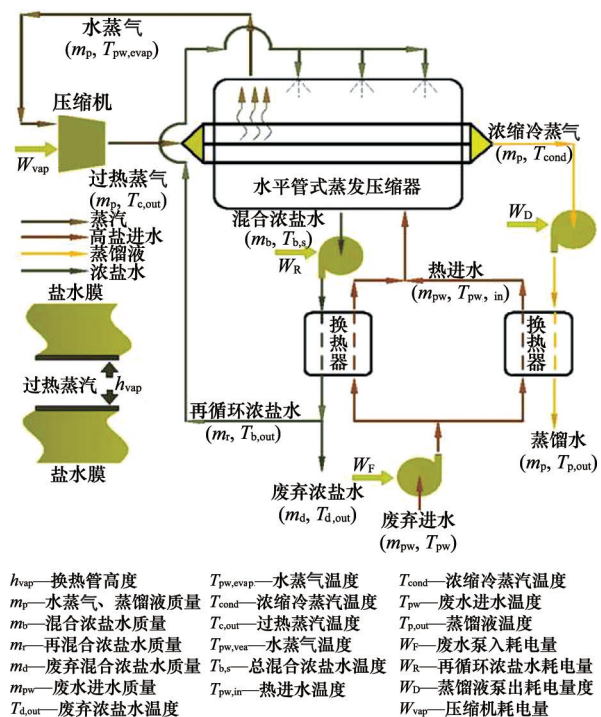 水蒸气
(mp, Tpw,evap)
压缩机
Wvap
过热蒸气
(mp, Tc,out)
蒸汽
高盐进水
蒸馏液
浓盐水
水平管式蒸发压缩器
浓缩冷蒸气
(mp, Tcond)
WD
混合浓盐水
(mb, Tb,s)
WR
热进水
(mpw, Tpw, in)
换热器
换热器
盐水膜
过热蒸汽
hvap
盐水膜
再循环浓盐水
(mr, Tb,out)
废弃浓盐水
(md, Td,out)
WF
废弃进水
(mpw, Tpw)
蒸馏水
(mp, Tp,out)
hvap—换热管高度
mp—水蒸气、蒸馏液质量
mb—混合浓盐水质量
mr—再混合浓盐水质量
md—废弃混合浓盐水质量
mpw—废水进水质量
Td,out—废弃浓盐水温度
Tpw,evap—水蒸气温度
Tcond—浓缩冷蒸汽温度
Tc,out—过热蒸汽温度
Tpw,vea—水蒸气温度
Tb,s—总混合浓盐水温度
Tpw,in—热进水温度
Tcond—浓缩冷蒸汽温度
Tpw—废水进水温度
Tp,out—蒸馏液温度
WF—废水泵入耗电量
WR—再循环浓盐水耗电量
WD—蒸馏液泵出耗电量度
Wvap—压缩机耗电量